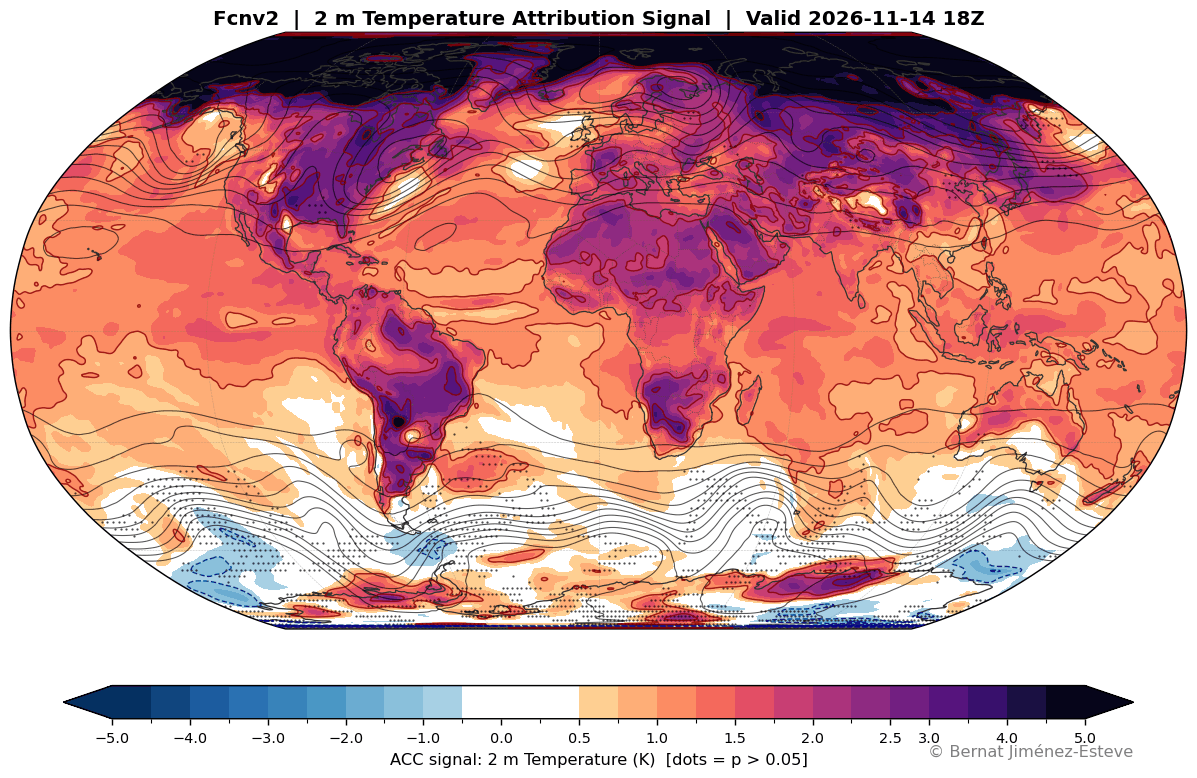 Fcnv2 | 2 m Temperature Attribution Signal | Valid 2026-11-14 18Z
−5.0 −4.0 −3.0 −2.0 −1.0 0.0 0.5 1.0 1.5 2.0 2.5 3.0 4.0 5.0
© Bernat Jiménez-Esteve
ACC signal: 2 m Temperature (K) [dots = p > 0.05]